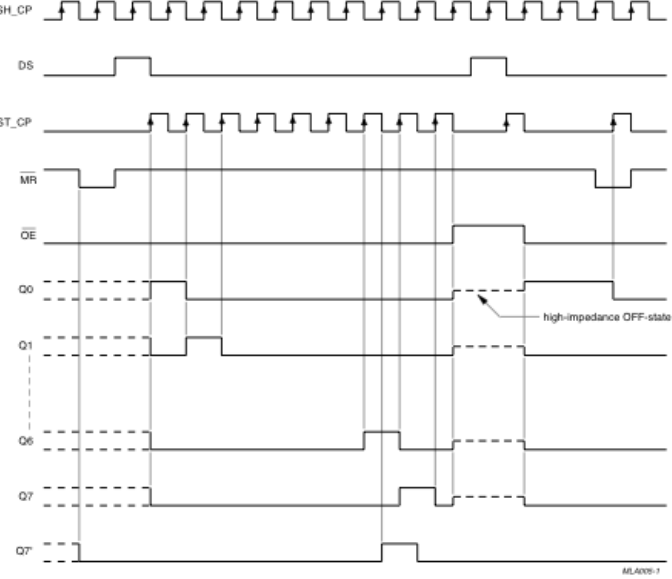 SH_CP
DS
ST_CP
MR
OE
Q0
high-impedance OFF-state
Q1
Q6
Q7
Q7'
MLA005-1